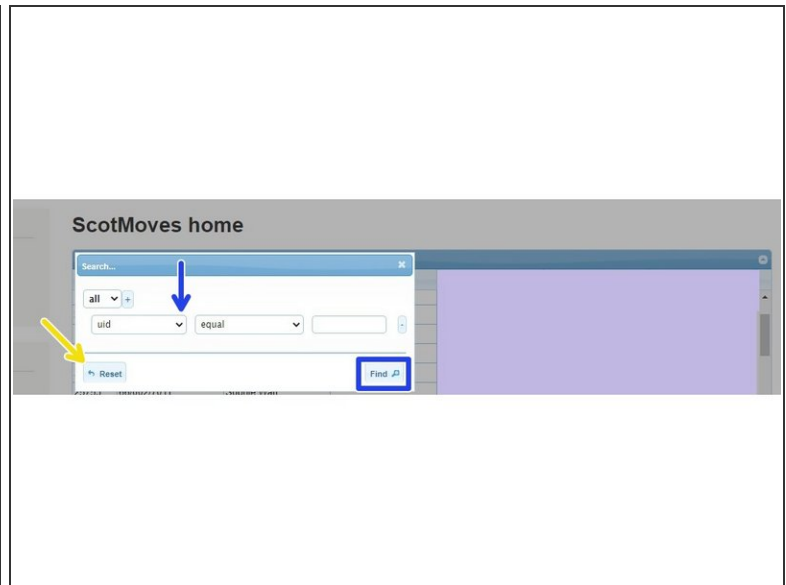 ScotMoves home
Search...
all
+
uid
equal
-
Reset
Find